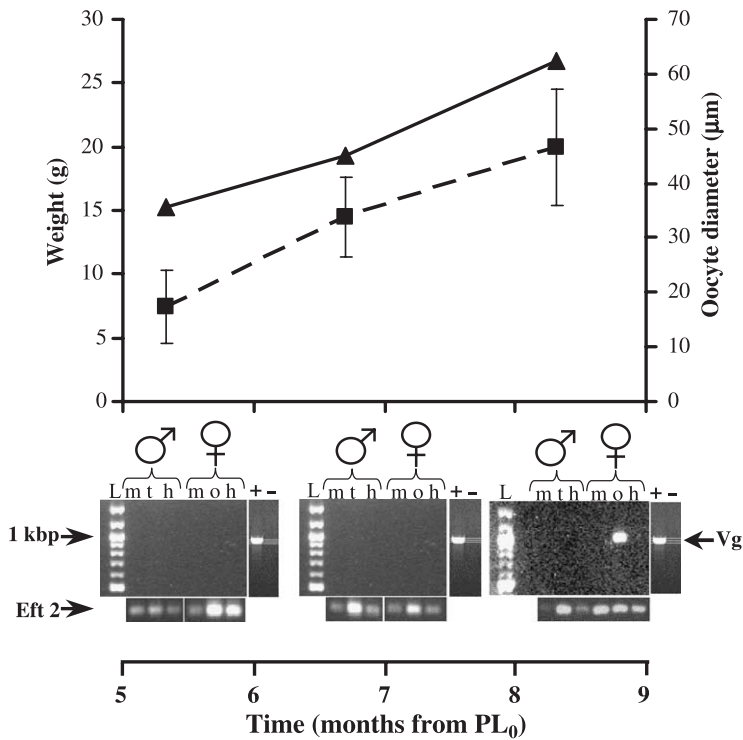 30
25
20
15
10
5
0
Weight (g)
70
60
50
40
30
20
10
0
Oocyte diameter (μm)
♂ ♀ ♂ ♀ ♂ ♀
L m t h m o h + – L m t h m o h + – L m t h m o h + –
1 kbp Vg
Eft 2
5 6 7 8 9
Time (months from PL0)